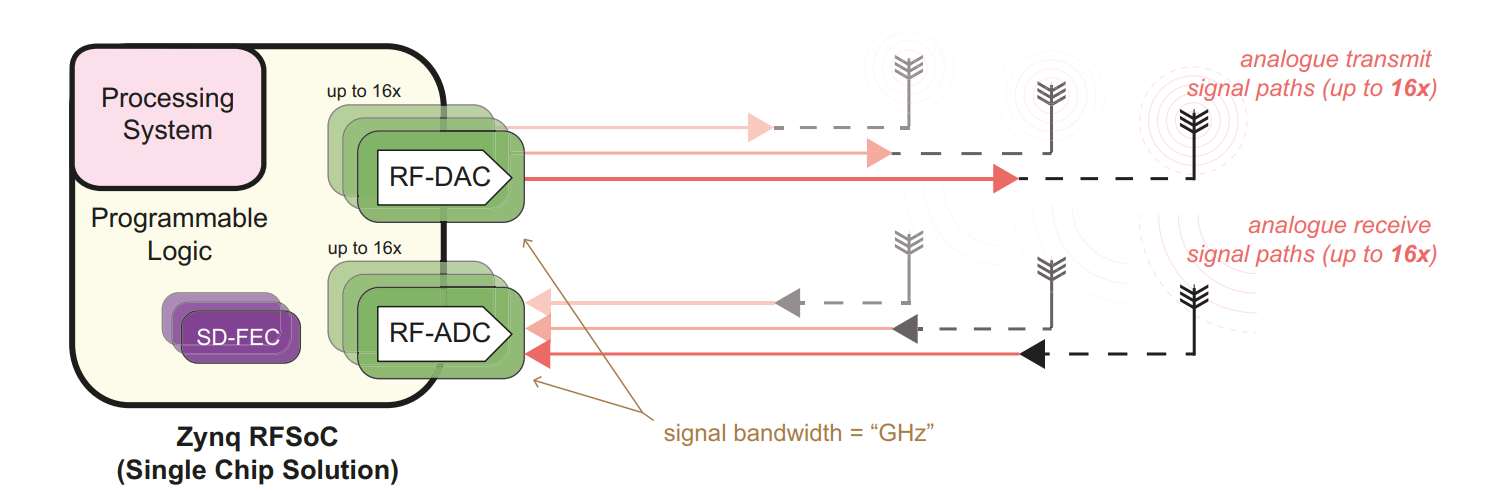 Processing
System
up to 16x
RF-DAC
analogue transmit
signal paths (up to 16x)
Programmable
Logic
up to 16x
RF-ADC
analogue receive
signal paths (up to 16x)
SD-FEC
signal bandwidth = “GHz”
Zynq RFSoC
(Single Chip Solution)